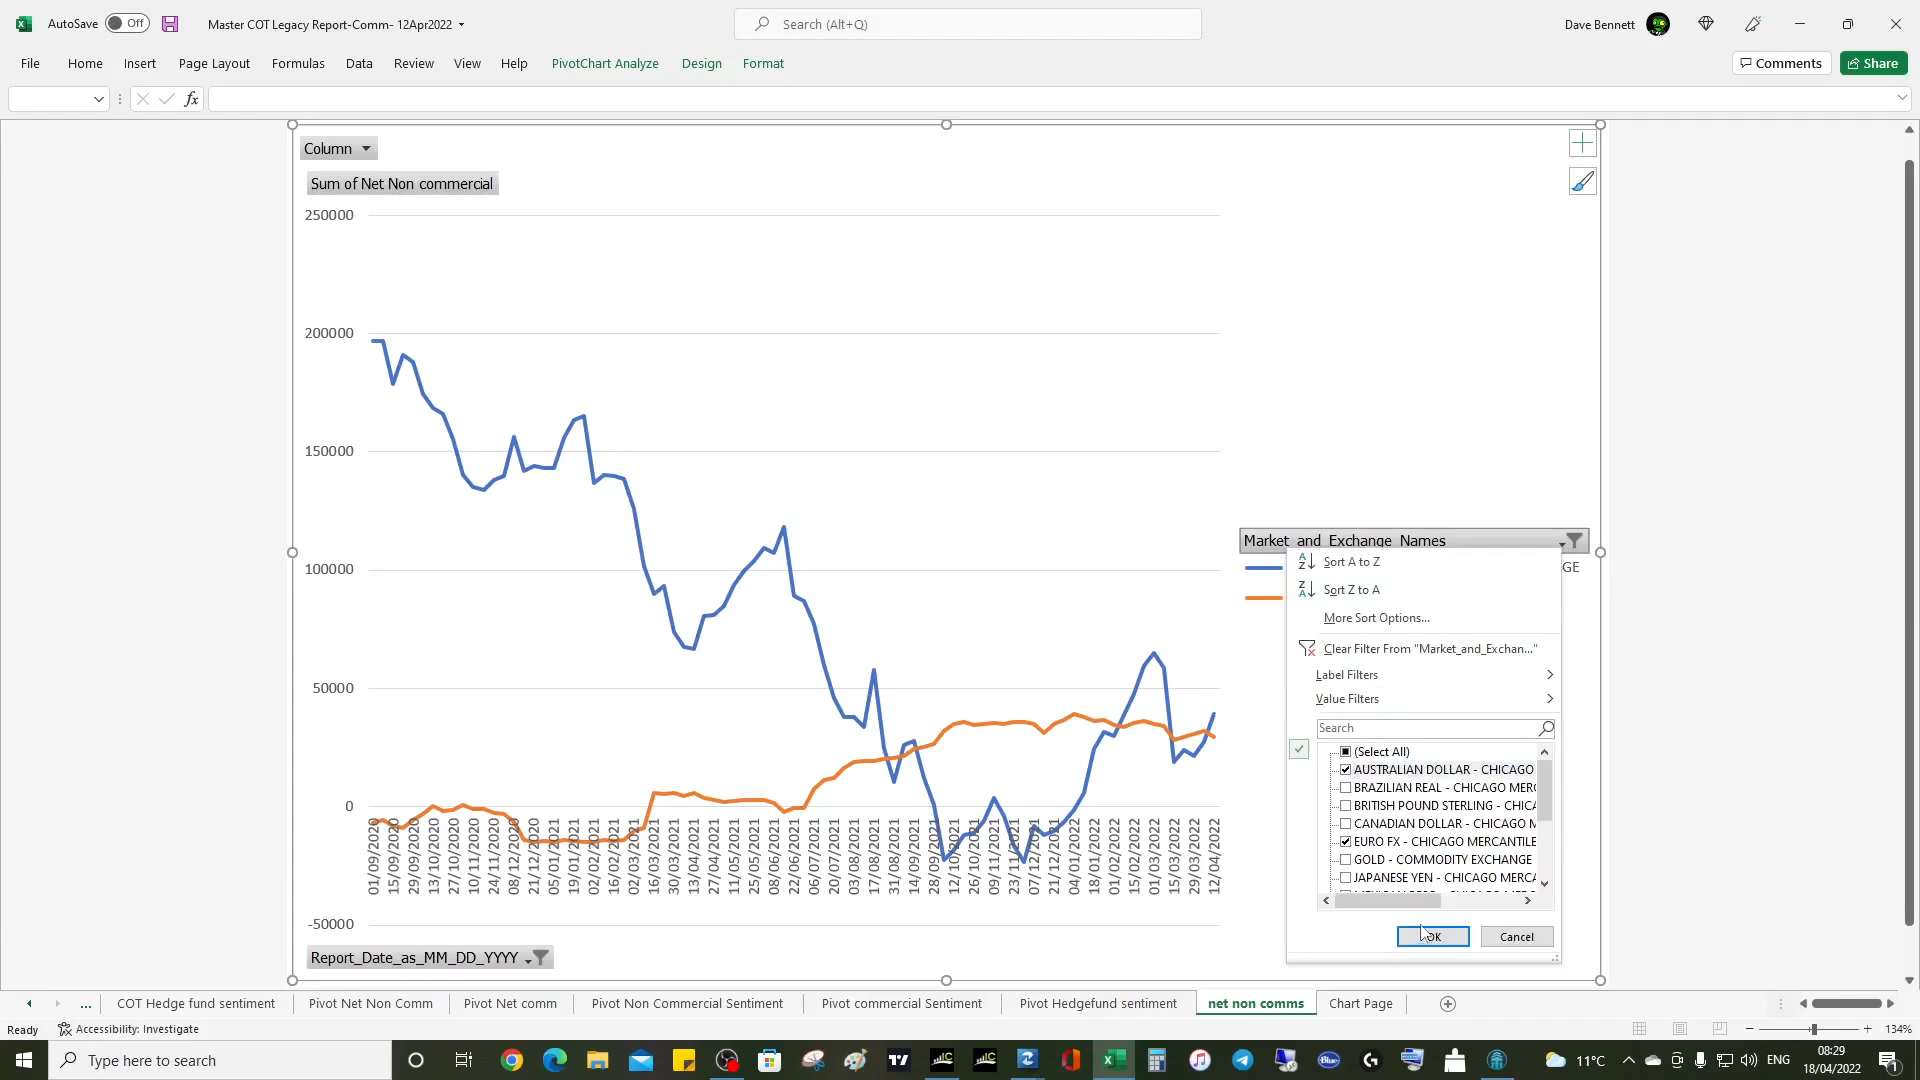 AutoSave Off Master COT Legacy Report-Comm- 12Apr2022 Search (Alt+Q) Dave Bennett
File Home Insert Page Layout Formulas Data Review View Help PivotChart Analyze Design Format Comments Share
fx
Column
Sum of Net Non commercial
250000
200000
150000
100000
50000
0
-50000
01/09/2020 15/09/2020 29/09/2020 13/10/2020 27/10/2020 10/11/2020 24/11/2020 08/12/2020 21/12/2020 05/01/2021 19/01/2021 02/02/2021 16/02/2021 02/03/2021 16/03/2021 30/03/2021 13/04/2021 27/04/2021 11/05/2021 25/05/2021 08/06/2021 22/06/2021 06/07/2021 20/07/2021 03/08/2021 17/08/2021 31/08/2021 14/09/2021 28/09/2021 12/10/2021 26/10/2021 09/11/2021 23/11/2021 07/12/2021 21/12/2021 04/01/2022 18/01/2022 01/02/2022 15/02/2022 01/03/2022 15/03/2022 29/03/2022 12/04/2022
Report_Date_as_MM_DD_YYYY
Market_and_Exchange_Names
GE
Sort A to Z
Sort Z to A
More Sort Options...
Clear Filter From "Market_and_Exchan..."
Label Filters
Value Filters
Search
(Select All)
AUSTRALIAN DOLLAR - CHICAGO
BRAZILIAN REAL - CHICAGO MERC
BRITISH POUND STERLING - CHICA
CANADIAN DOLLAR - CHICAGO M
EURO FX - CHICAGO MERCANTILE
GOLD - COMMODITY EXCHANGE
JAPANESE YEN - CHICAGO MERCA
OK Cancel
... COT Hedge fund sentiment Pivot Net Non Comm Pivot Net comm Pivot Non Commercial Sentiment Pivot commercial Sentiment Pivot Hedgefund sentiment net non comms Chart Page
Ready Accessibility: Investigate 134%
Type here to search 11°C ENG 08:29
18/04/2022